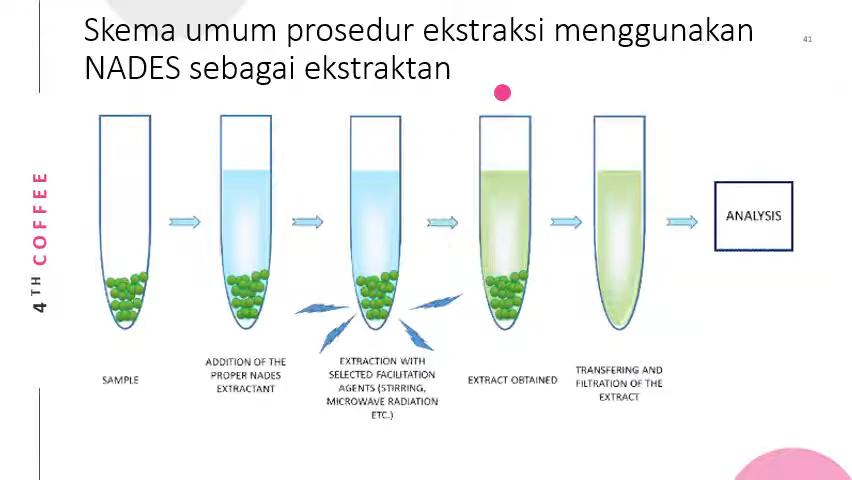 Skema umum prosedur ekstraksi menggunakan
NADES sebagai ekstraktan
41
4TH COFFEE
ANALYSIS
SAMPLE
ADDITION OF THE
PROPER NADES
EXTRACTANT
EXTRACTION WITH
SELECTED FACILITATION
AGENTS (STIRRING,
MICROWAVE RADIATION
ETC.)
EXTRACT OBTAINED
TRANSFERING AND
FILTRATION OF THE
EXTRACT